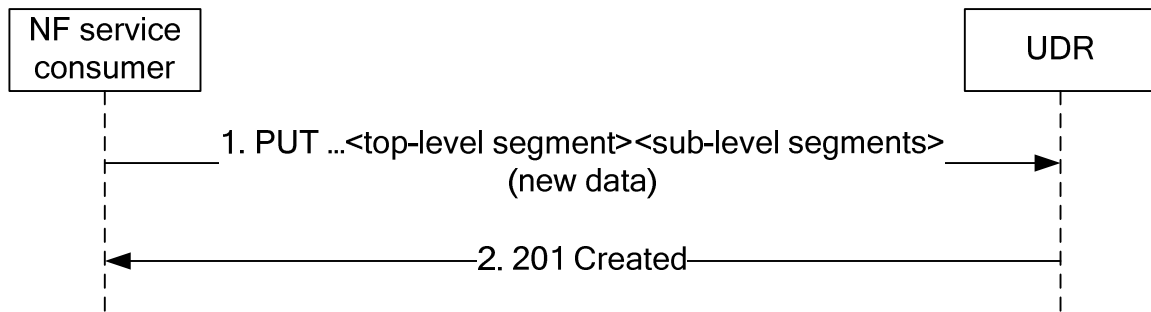 NF service
consumer
UDR
1. PUT ...<top-level segment><sub-level segments>
(new data)
2. 201 Created